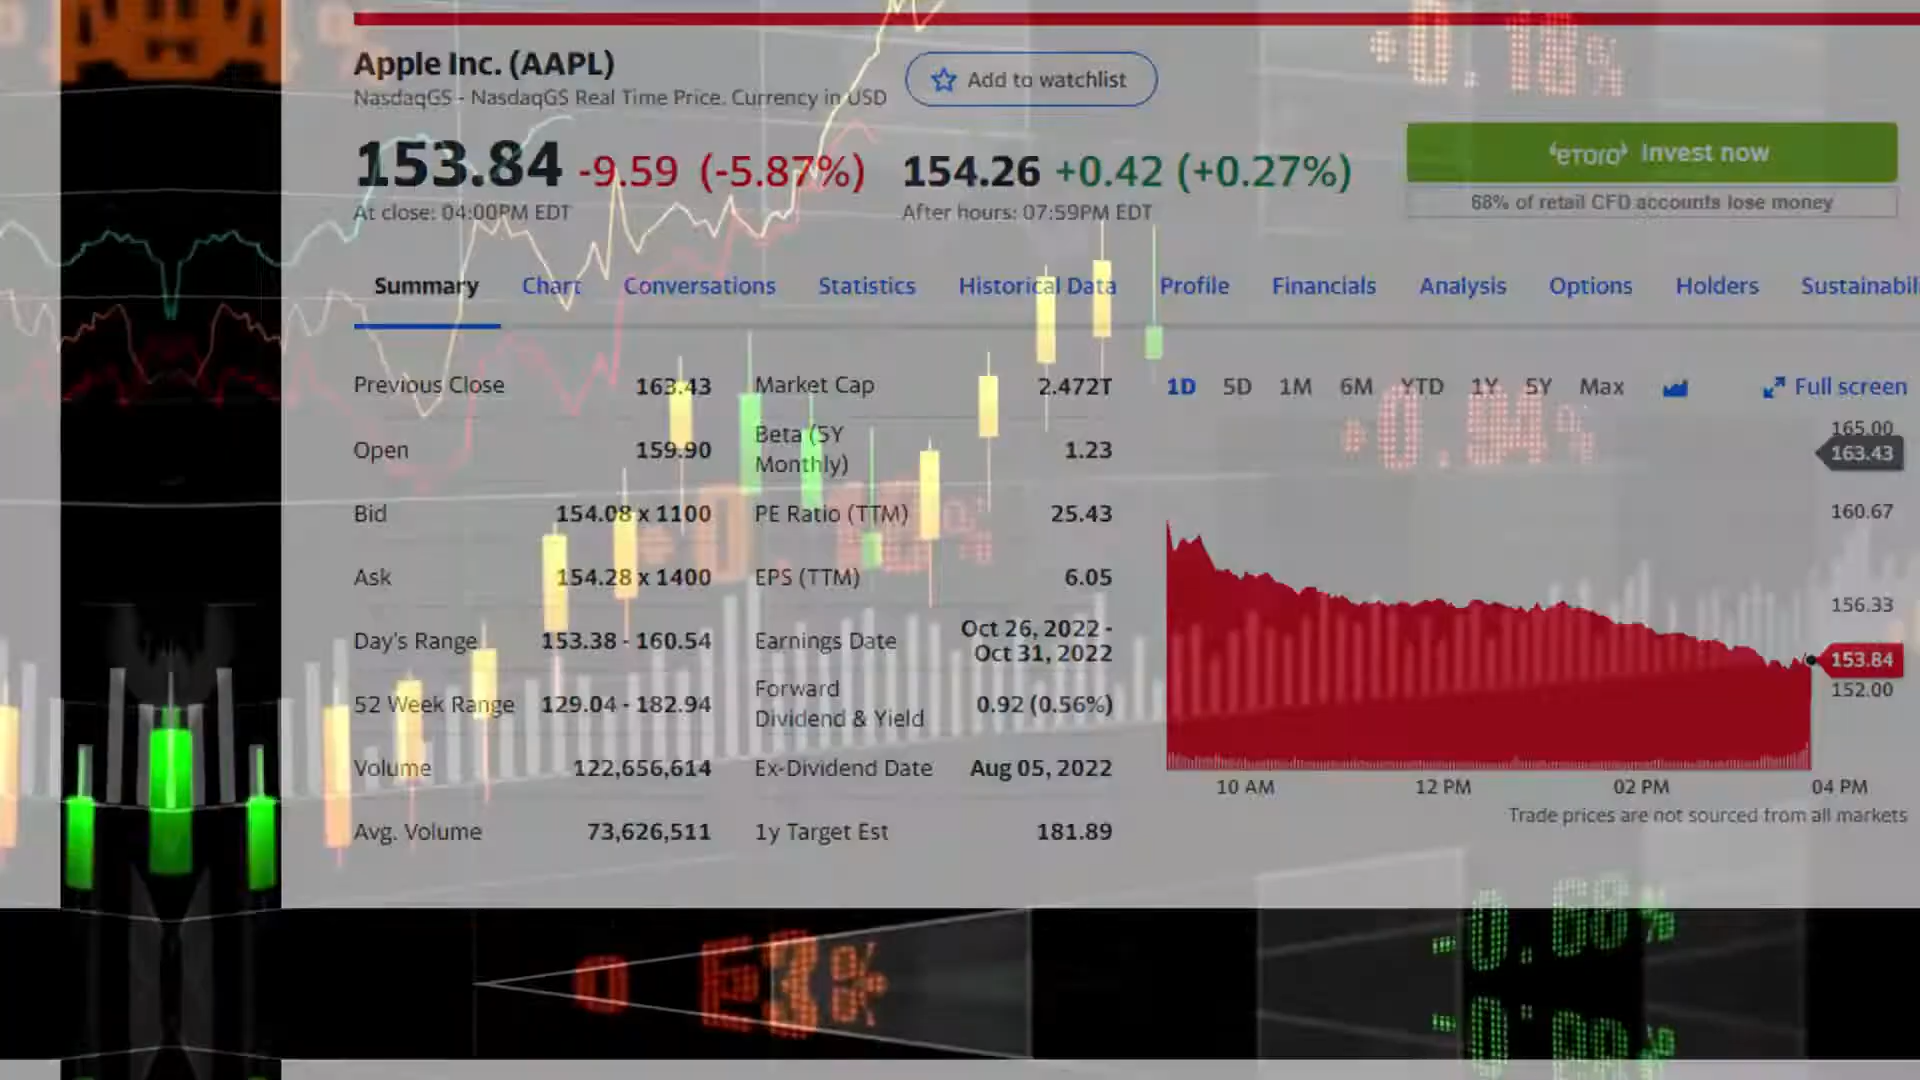 Apple Inc. (AAPL)
NasdaqGS - NasdaqGS Real Time Price. Currency in USD
Add to watchlist
153.84 -9.59 (-5.87%)
At close: 04:00PM EDT
154.26 +0.42 (+0.27%)
After hours: 07:59PM EDT
eToro Invest now
68% of retail CFD accounts lose money
Summary Chart Conversations Statistics Historical Data Profile Financials Analysis Options Holders Sustainabil
Previous Close 163.43
Open 159.90
Bid 154.08 x 1100
Ask 154.28 x 1400
Day's Range 153.38 - 160.54
52 Week Range 129.04 - 182.94
Volume 122,656,614
Avg. Volume 73,626,511
Market Cap 2.472T
Beta (5Y
Monthly) 1.23
PE Ratio (TTM) 25.43
EPS (TTM) 6.05
Earnings Date Oct 26, 2022 -
Oct 31, 2022
Forward
Dividend & Yield 0.92 (0.56%)
Ex-Dividend Date Aug 05, 2022
1y Target Est 181.89
1D 5D 1M 6M YTD 1Y 5Y Max Full screen
165.00
163.43
160.67
156.33
153.84
152.00
10 AM 12 PM 02 PM 04 PM
Trade prices are not sourced from all markets